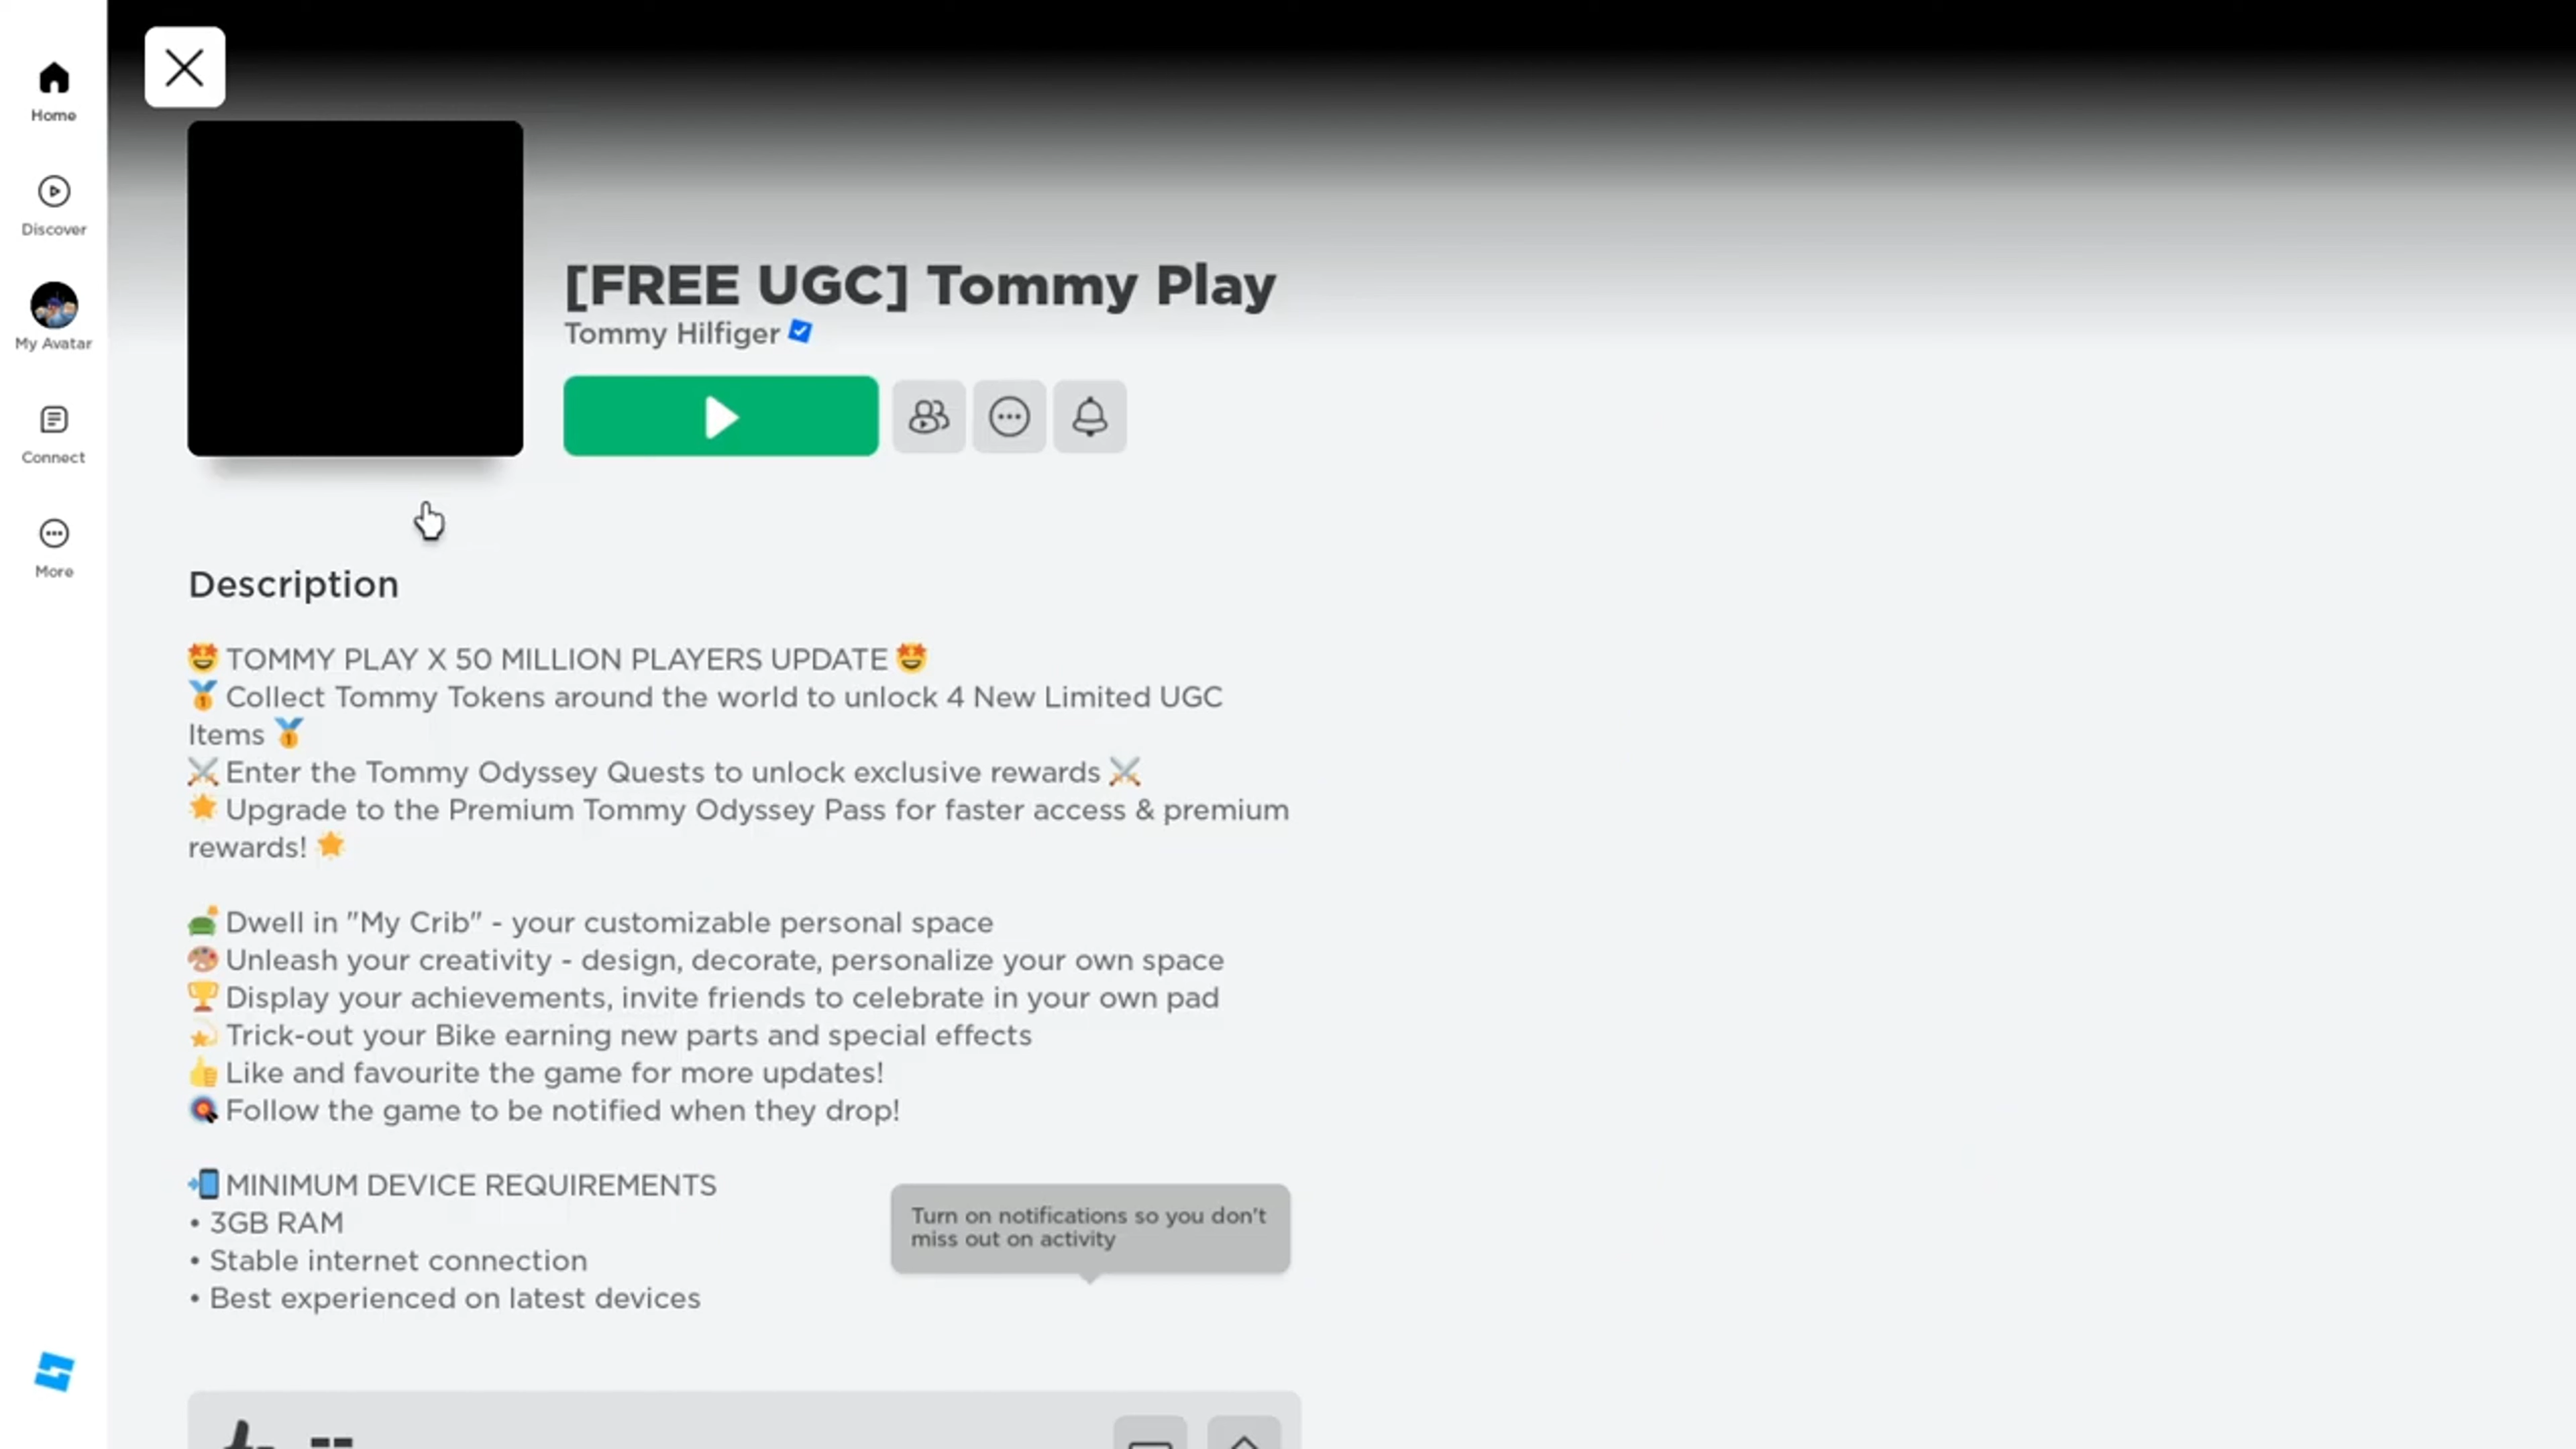 Home
Discover
My Avatar
Connect
More
[FREE UGC] Tommy Play
Tommy Hilfiger
Description
🤩 TOMMY PLAY X 50 MILLION PLAYERS UPDATE 🤩
🥇 Collect Tommy Tokens around the world to unlock 4 New Limited UGC
Items 🥇
⚔️ Enter the Tommy Odyssey Quests to unlock exclusive rewards ⚔️
🌟 Upgrade to the Premium Tommy Odyssey Pass for faster access & premium
rewards! 🌟
Dwell in "My Crib" - your customizable personal space
🎨 Unleash your creativity - design, decorate, personalize your own space
🏆 Display your achievements, invite friends to celebrate in your own pad
💫 Trick-out your Bike earning new parts and special effects
👍 Like and favourite the game for more updates!
🎯 Follow the game to be notified when they drop!
📲 MINIMUM DEVICE REQUIREMENTS
• 3GB RAM
• Stable internet connection
• Best experienced on latest devices
Turn on notifications so you don't
miss out on activity